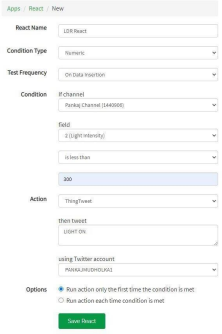 Apps / React / New
React Name
LDR React
Condition Type
Numeric
Test Frequency
On Data Insertion
Condition
If channel
Pankaj Channel (1440006)
field
2 (Light Intensity)
is less than
300
Action
ThingTweet
then tweet
LIGHT ON
using Twitter account
PANKAJMUDHOLKA1
Options
Run action only the first time the condition is met
Run action each time condition is met
Save React